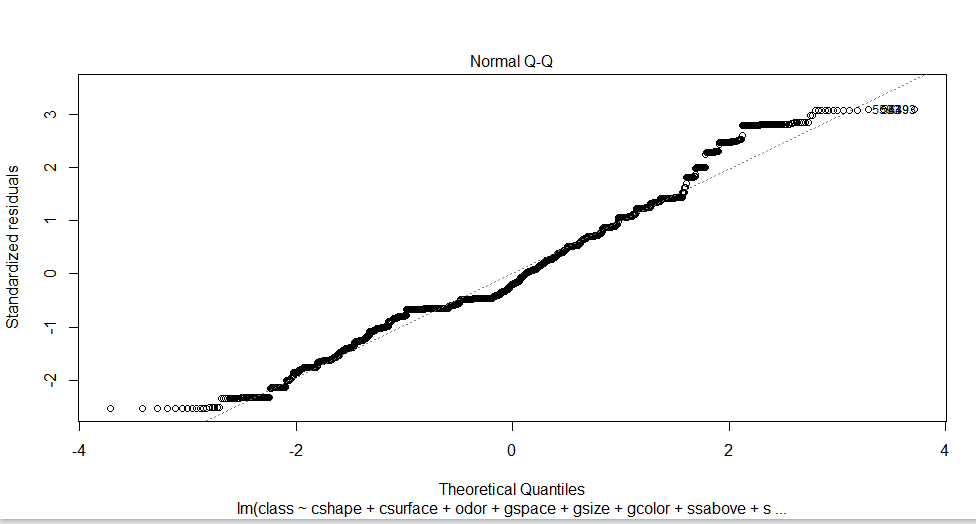 Normal Q-Q
Standardized residuals
3
2
1
0
-1
-2
-4
-2
0
2
4
Theoretical Quantiles
lm(class ~ cshape + csurface + odor + gspace + gsize + gcolor + ssabove + s ...